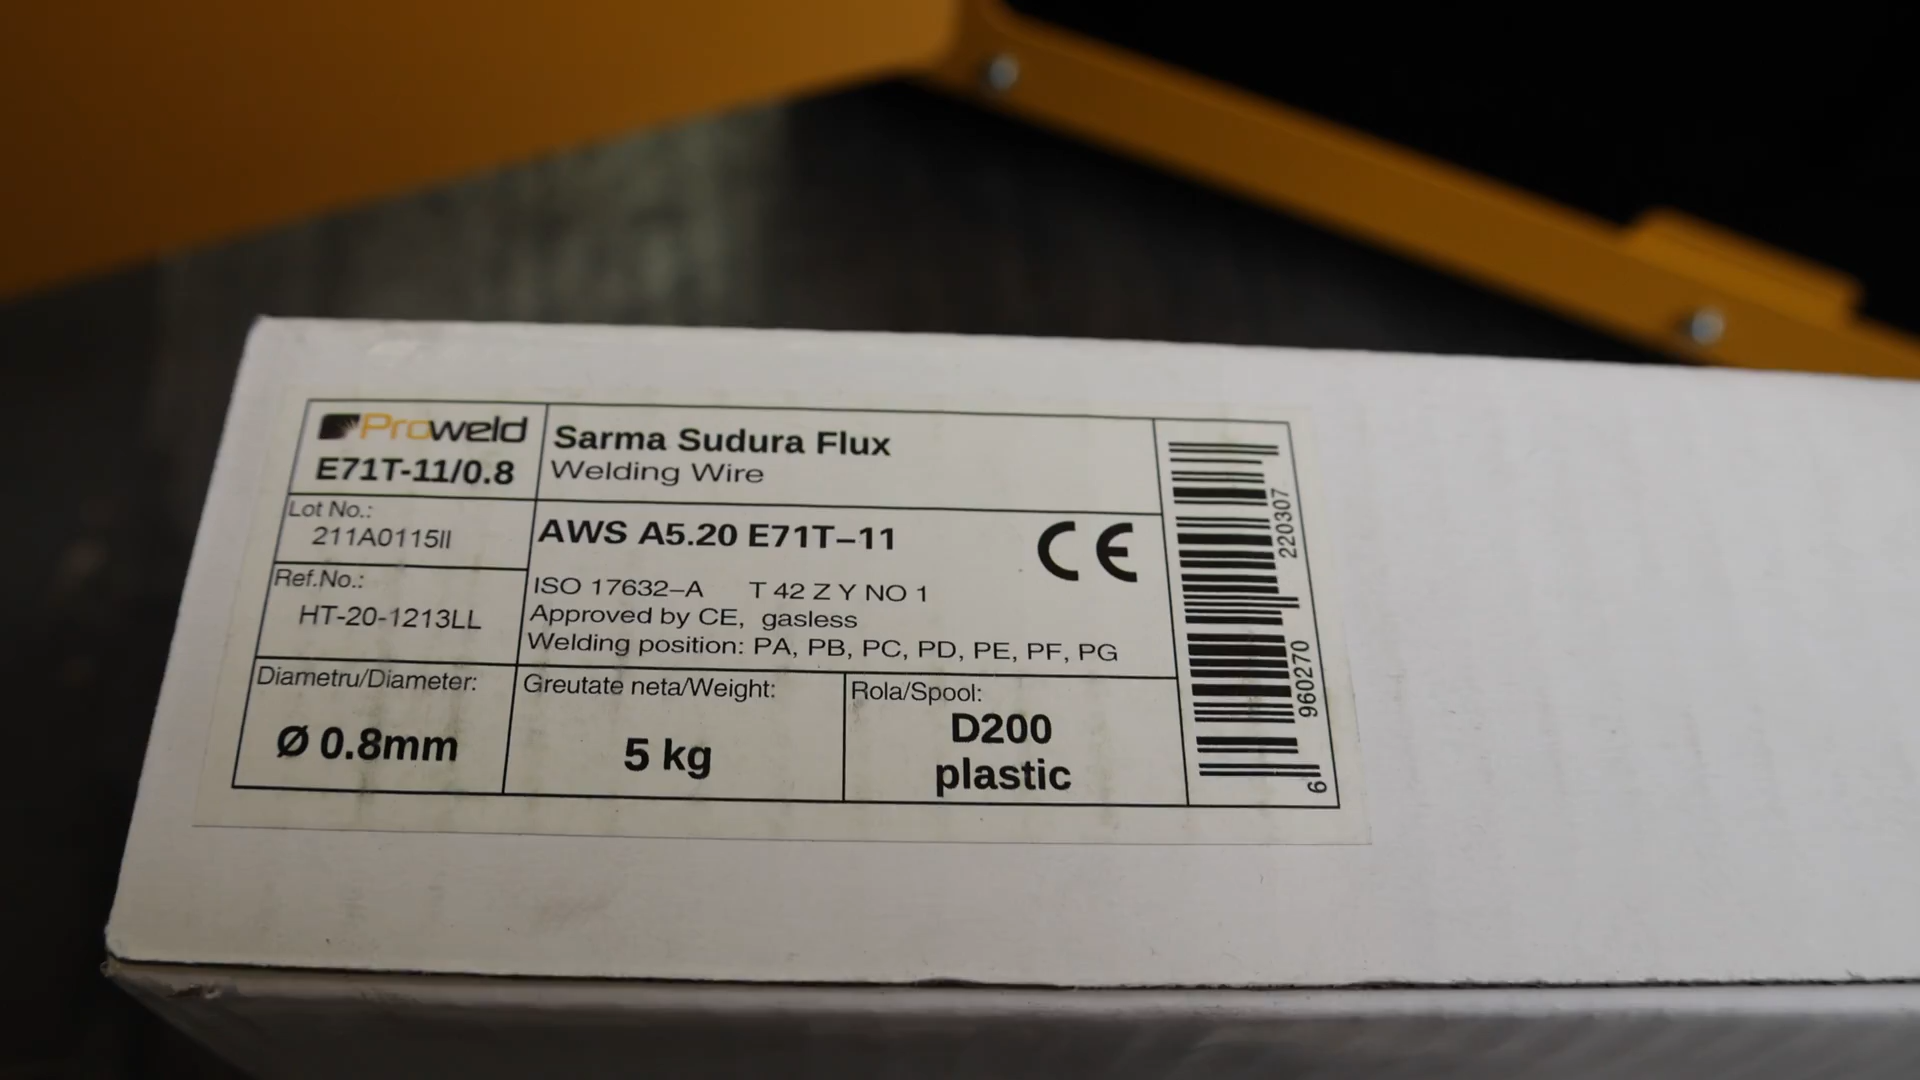 Proweld
E71T-11/0.8
Sarma Sudura Flux
Welding Wire
Lot No.:
211A0115II
Ref.No.:
HT-20-1213LL
AWS A5.20 E71T–11
CE
ISO 17632–A T 42 Z Y NO 1
Approved by CE, gasless
Welding position: PA, PB, PC, PD, PE, PF, PG
Diametru/Diameter:
Ø 0.8mm
Greutate neta/Weight:
5 kg
Rola/Spool:
D200
plastic
6 960270 220307